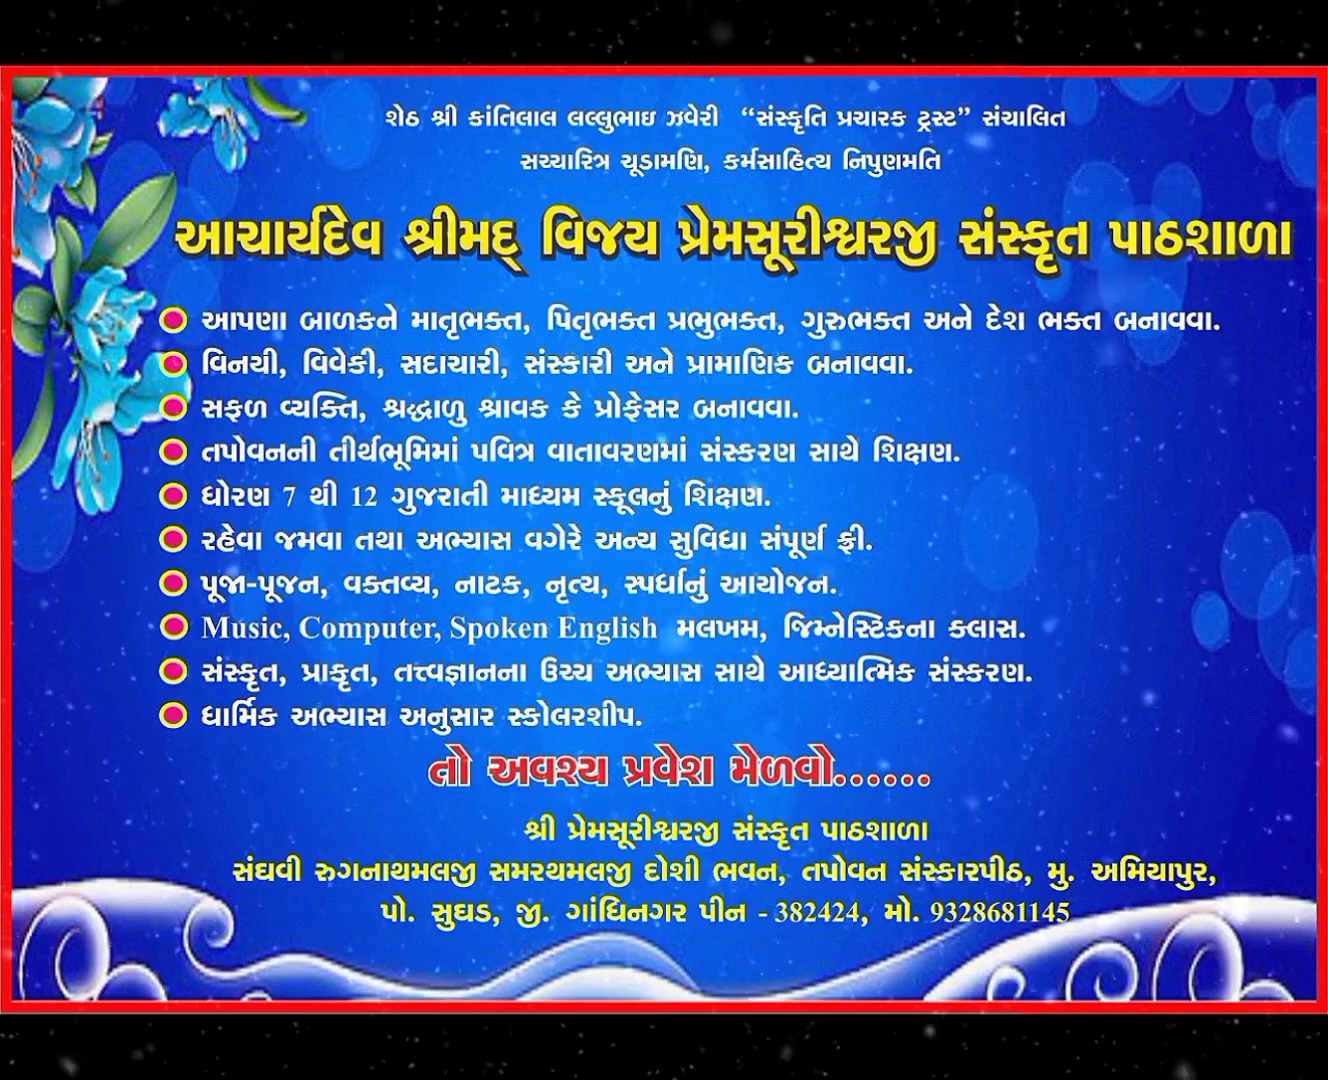 શેઠ શ્રી કાંતિલાલ લલ્લુભાઇ ઝવેરી "સંસ્કૃતિ પ્રચારક ટ્રસ્ટ" સંચાલિત
સચ્ચારિત્ર ચૂડામણિ, કર્મસાહિત્ય નિપુણમતિ
આચાર્યદેવ શ્રીમદ્ વિજય પ્રેમસૂરીશ્વરજી સંસ્કૃત પાઠશાળા
આપણા બાળકને માતૃભક્ત, પિતૃભક્ત પ્રભુભક્ત, ગુરુભક્ત અને દેશ ભક્ત બનાવવા.
વિનયી, વિવેકી, સદાચારી, સંસ્કારી અને પ્રામાણિક બનાવવા.
સફળ વ્યક્તિ, શ્રદ્ધાળુ શ્રાવક કે પ્રોફેસર બનાવવા.
તપોવનની તીર્થભૂમિમાં પવિત્ર વાતાવરણમાં સંસ્કરણ સાથે શિક્ષણ.
ધોરણ 7 થી 12 ગુજરાતી માધ્યમ સ્કૂલનું શિક્ષણ.
રહેવા જમવા તથા અભ્યાસ વગેરે અન્ય સુવિધા સંપૂર્ણ ફ્રી.
પૂજા-પૂજન, વક્તવ્ય, નાટક, નૃત્ય, સ્પર્ધાનું આયોજન.
Music, Computer, Spoken English મલખમ, જિમ્નેસ્ટિકના ક્લાસ.
સંસ્કૃત, પ્રાકૃત, તત્ત્વજ્ઞાનના ઉચ્ચ અભ્યાસ સાથે આધ્યાત્મિક સંસ્કરણ.
ધાર્મિક અભ્યાસ અનુસાર સ્કોલરશીપ.
તો અવશ્ય પ્રવેશ મેળવો......
શ્રી પ્રેમસૂરીશ્વરજી સંસ્કૃત પાઠશાળા
સંઘવી રુગનાથમલજી સમરથમલજી દોશી ભવન, તપોવન સંસ્કારપીઠ, મુ. અમિયાપુર,
પો. સુઘડ, જી. ગાંધિનગર પીન - 382424, મો. 9328681145